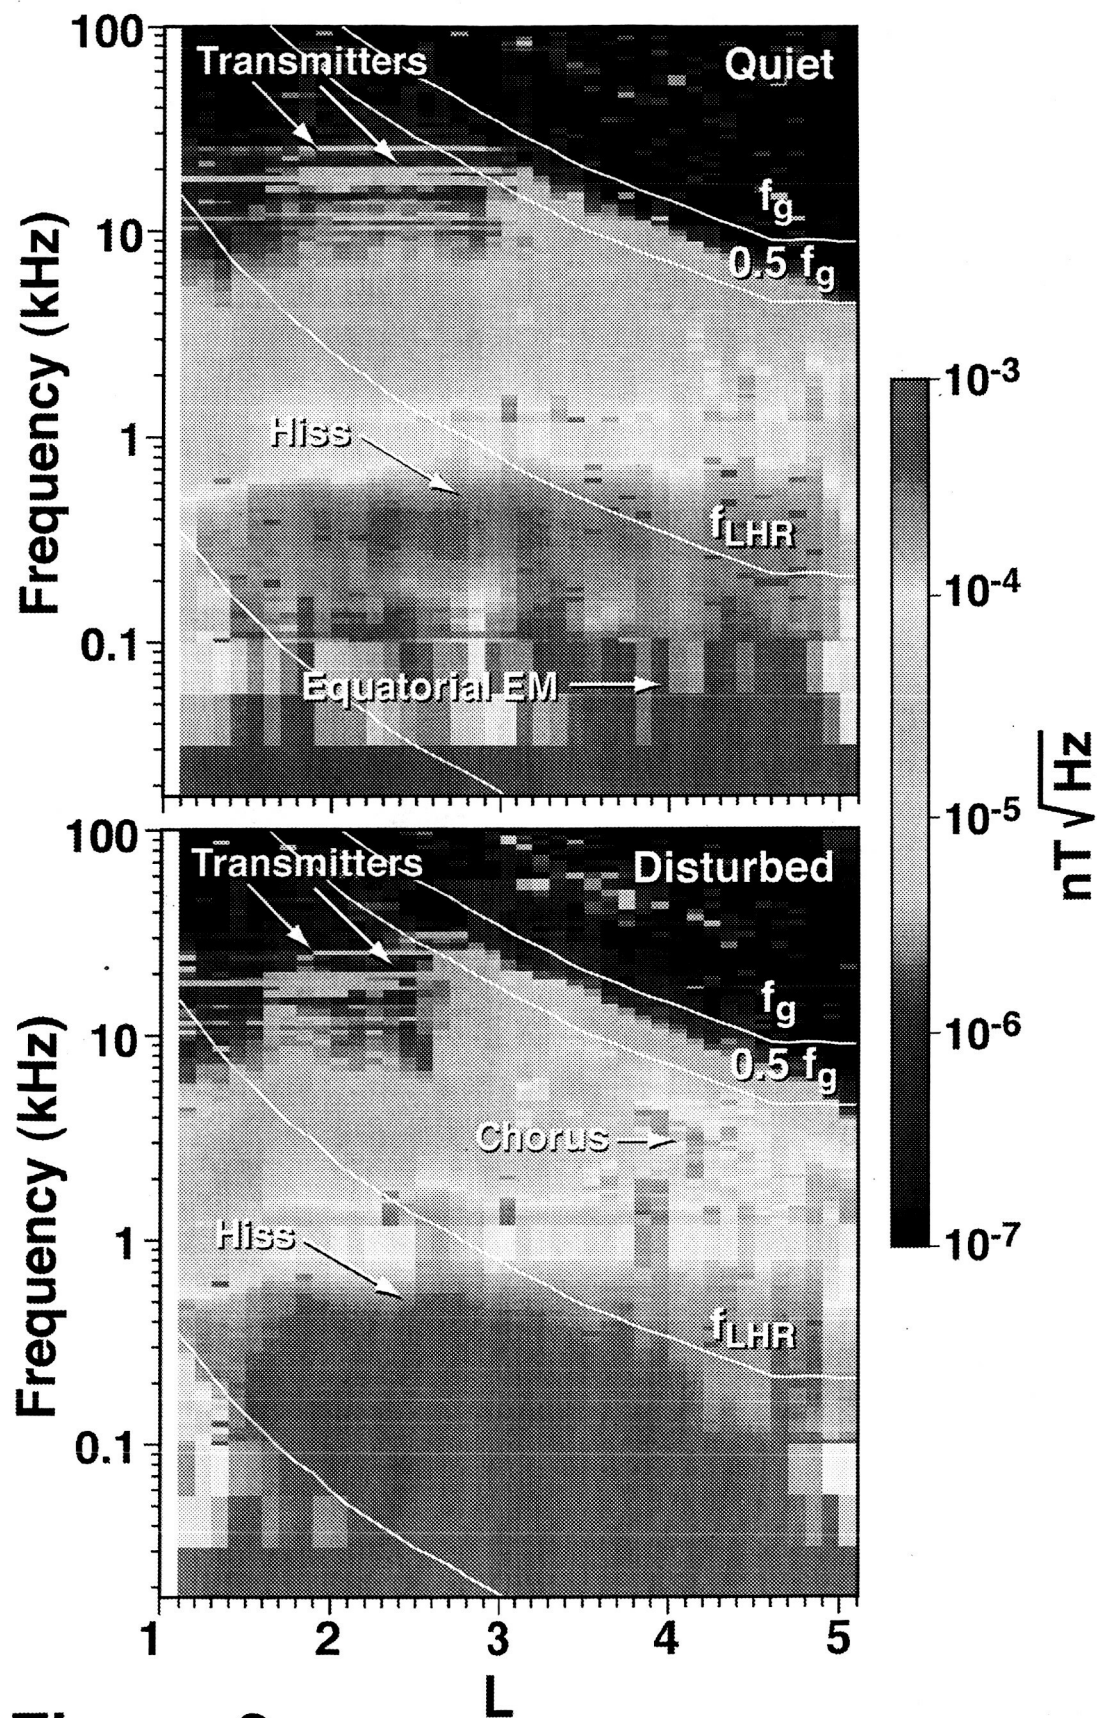 100
Transmitters
Quiet
f_g
10
0.5 f_g
Frequency (kHz)
1
Hiss
f_LHR
0.1
Equatorial EM
10^-3
10^-4
10^-5
10^-6
10^-7
nT √Hz
100
Transmitters
Disturbed
f_g
10
0.5 f_g
Frequency (kHz)
Chorus
1
Hiss
f_LHR
0.1
1 2 3 4 5
L